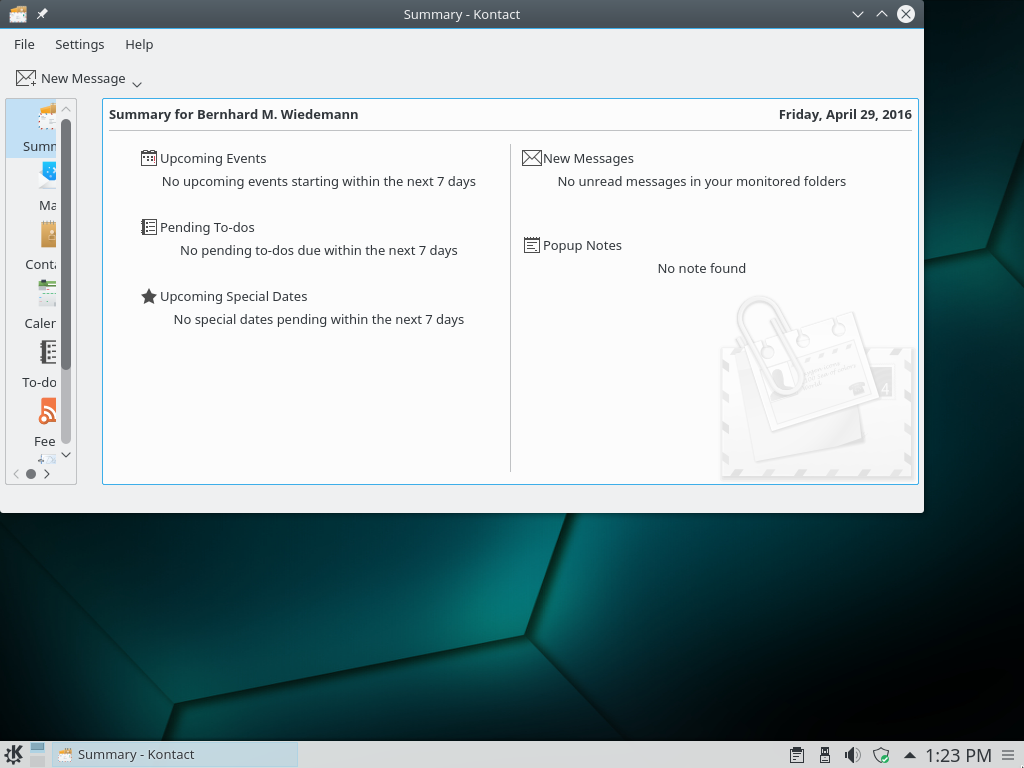 Summary - Kontact
File Settings Help
New Message
Summary for Bernhard M. Wiedemann Friday, April 29, 2016
Summ
Ma
Conta
Caler
To-do
Fee
Upcoming Events
No upcoming events starting within the next 7 days
Pending To-dos
No pending to-dos due within the next 7 days
Upcoming Special Dates
No special dates pending within the next 7 days
New Messages
No unread messages in your monitored folders
Popup Notes
No note found
4
Summary - Kontact
1:23 PM